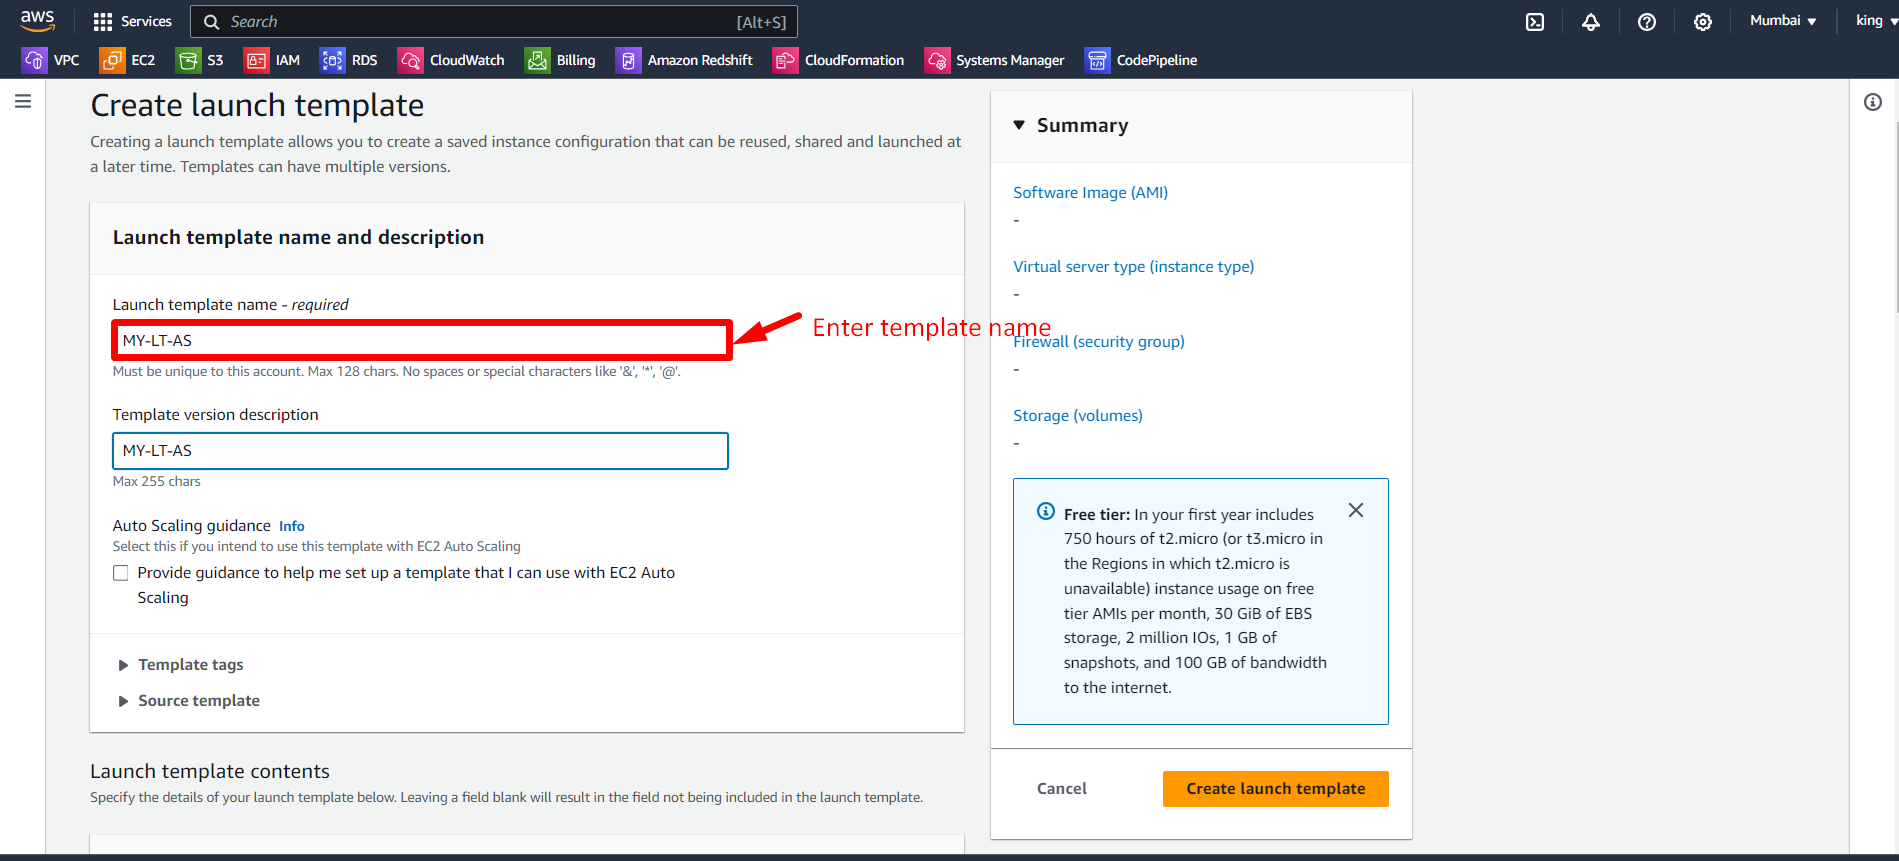 aws
Services
Search
[Alt+S]
Mumbai
king
VPC
EC2
S3
IAM
RDS
CloudWatch
Billing
Amazon Redshift
CloudFormation
Systems Manager
CodePipeline
Create launch template
Creating a launch template allows you to create a saved instance configuration that can be reused, shared and launched at
a later time. Templates can have multiple versions.
Launch template name and description
Launch template name - required
MY-LT-AS
Enter template name
Must be unique to this account. Max 128 chars. No spaces or special characters like '&', '*', '@'.
Template version description
MY-LT-AS
Max 255 chars
Auto Scaling guidance Info
Select this if you intend to use this template with EC2 Auto Scaling
Provide guidance to help me set up a template that I can use with EC2 Auto
Scaling
Template tags
Source template
Launch template contents
Specify the details of your launch template below. Leaving a field blank will result in the field not being included in the launch template.
Summary
Software Image (AMI)
-
Virtual server type (instance type)
-
Firewall (security group)
-
Storage (volumes)
-
Free tier: In your first year includes
750 hours of t2.micro (or t3.micro in
the Regions in which t2.micro is
unavailable) instance usage on free
tier AMIs per month, 30 GiB of EBS
storage, 2 million IOs, 1 GB of
snapshots, and 100 GB of bandwidth
to the internet.
Cancel
Create launch template